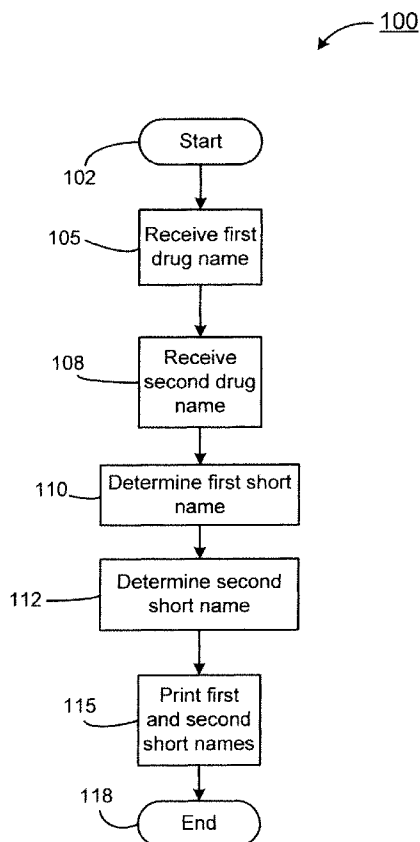 100
Start
102
Receive first
drug name
105
Receive
second drug
name
108
Determine first short
name
110
Determine second
short name
112
Print first
and second
short names
115
End
118